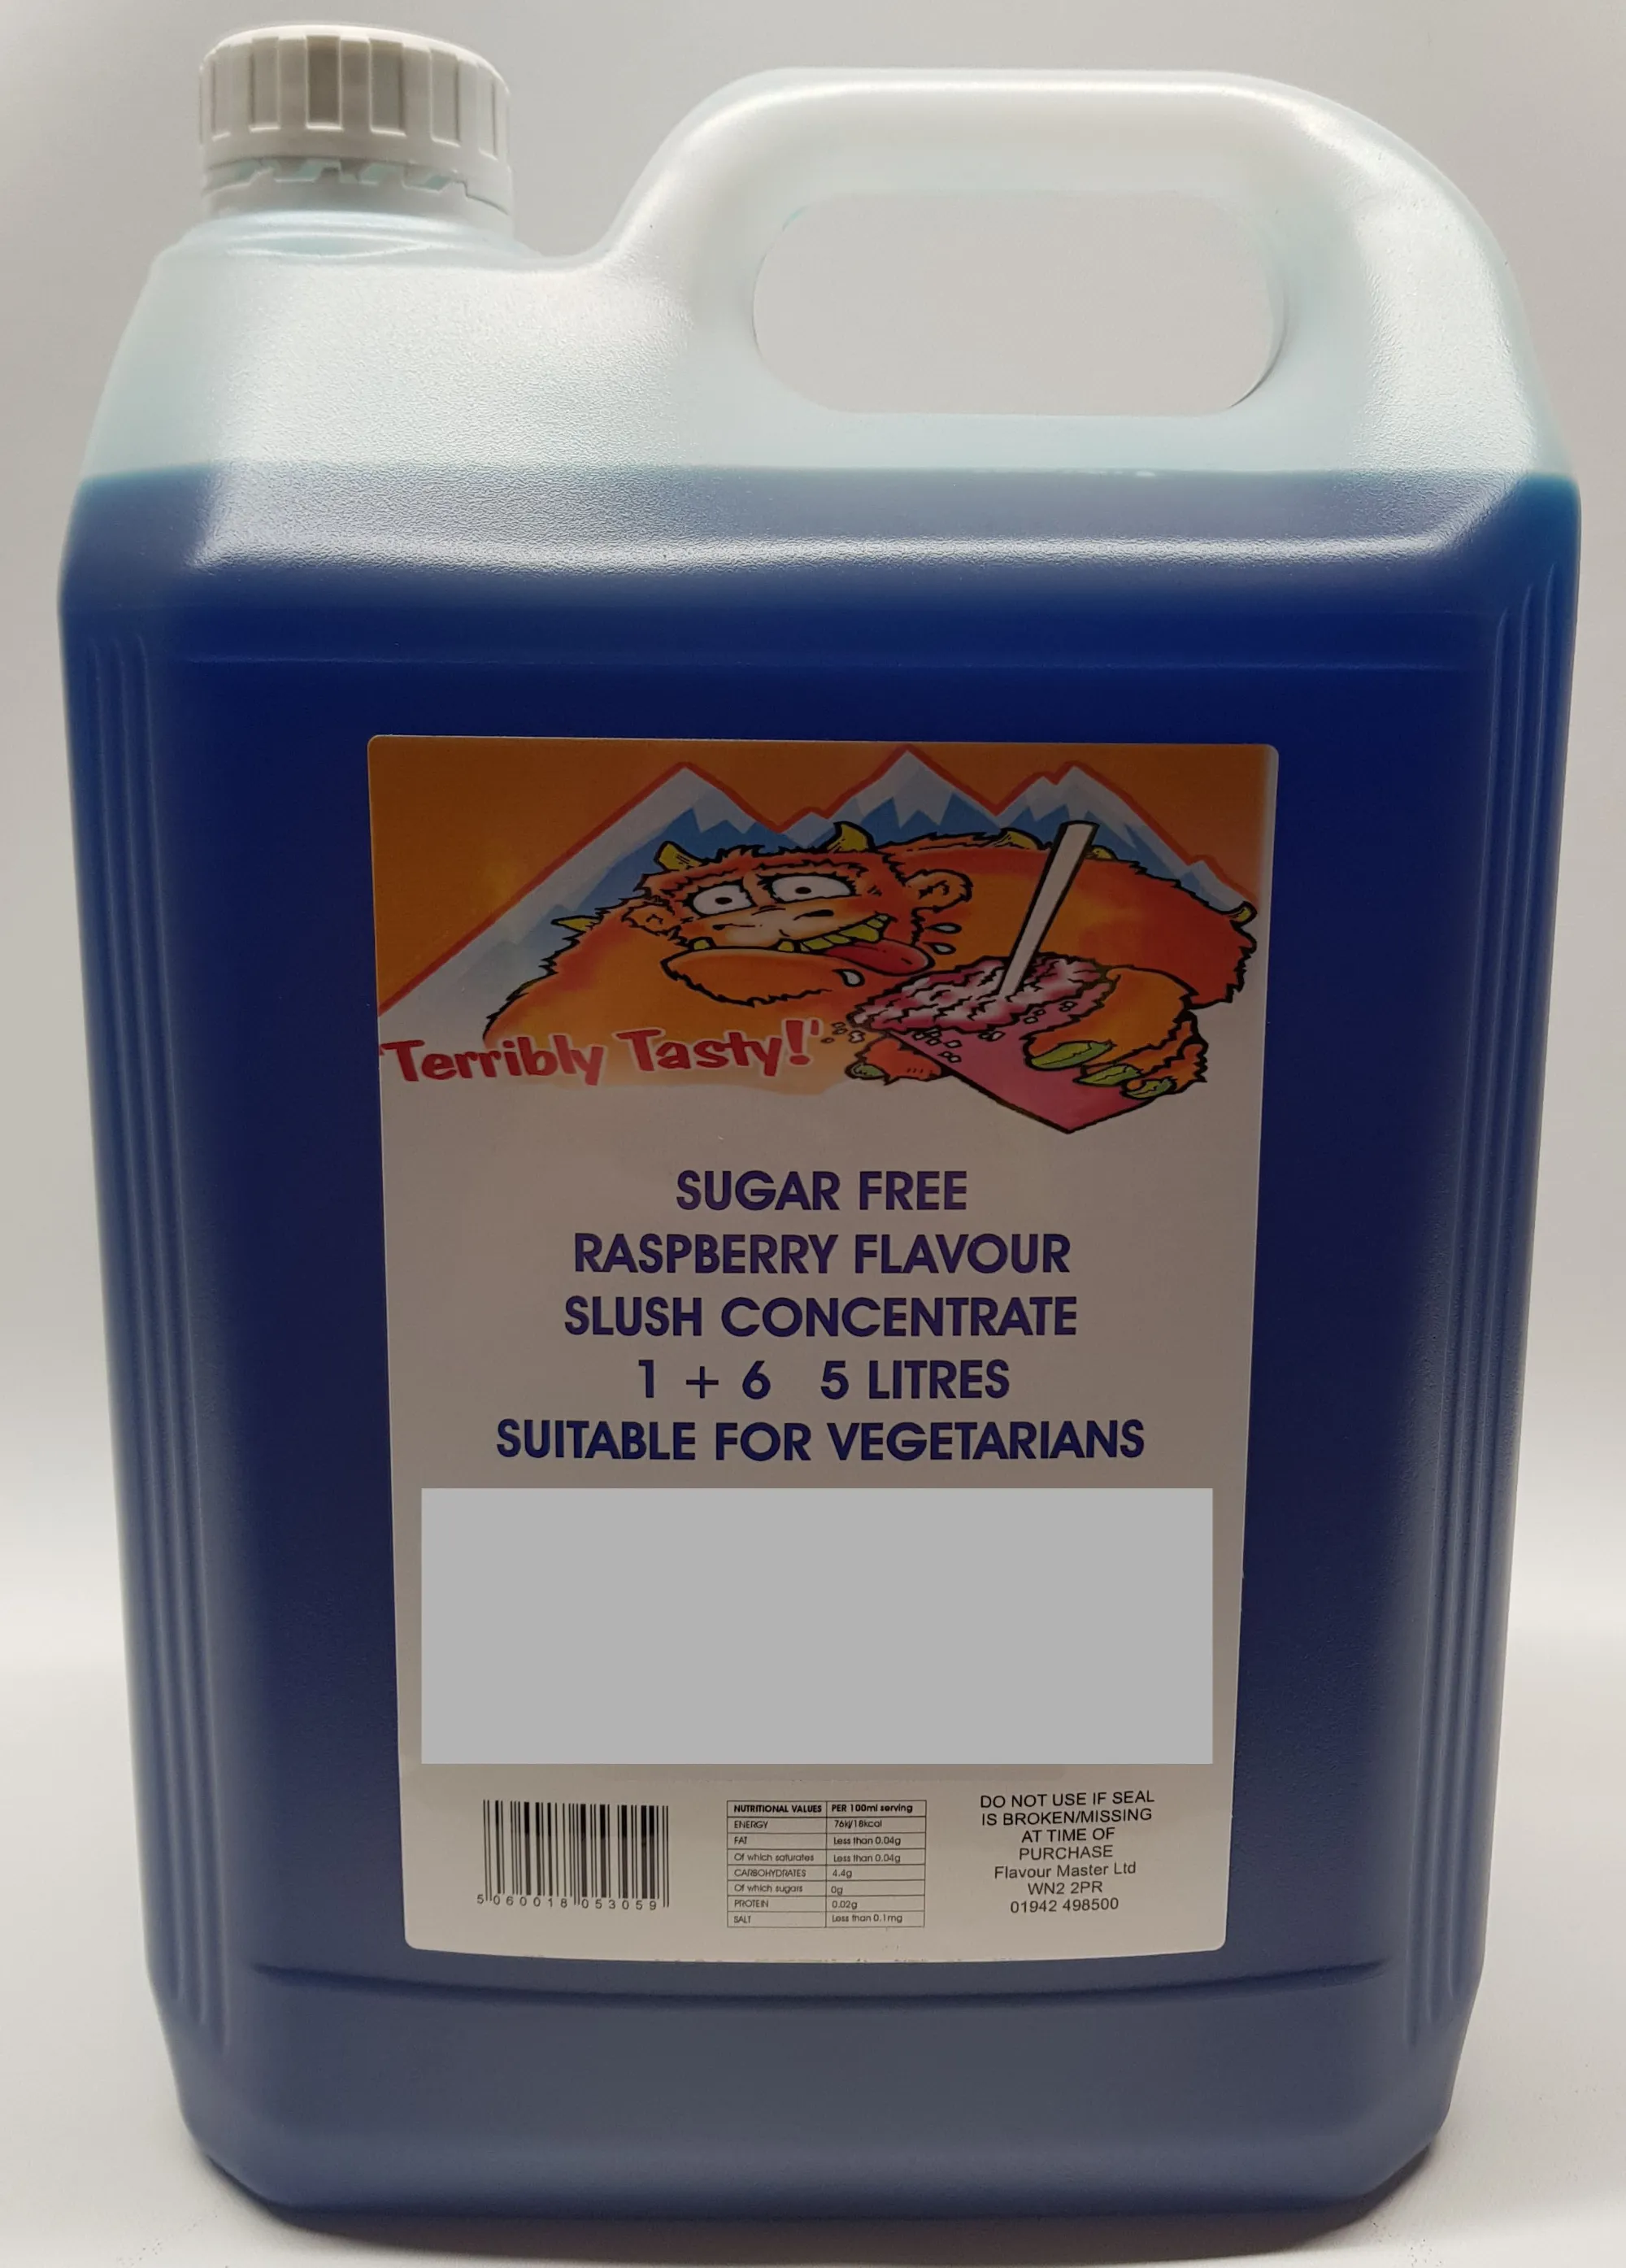 'Terribly Tasty!'
SUGAR FREE
RASPBERRY FLAVOUR
SLUSH CONCENTRATE
1 + 6 5 LITRES
SUITABLE FOR VEGETARIANS
5 060018 053059
NUTRITIONAL VALUES PER 100ml serving
ENERGY 76kj/18kcal
FAT Less than 0.04g
Of which saturates Less than 0.04g
CARBOHYDRATES 4.4g
Of which sugars 0g
PROTEIN 0.02g
SALT Less than 0.1mg
DO NOT USE IF SEAL
IS BROKEN/MISSING
AT TIME OF
PURCHASE
Flavour Master Ltd
WN2 2PR
01942 498500